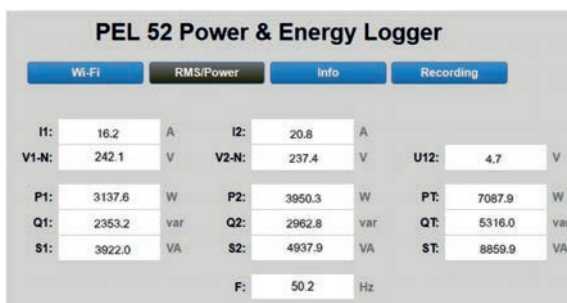 PEL 52 Power & Energy Logger
Wi-Fi RMS/Power Info Recording
I1: 16.2 A I2: 20.8 A
V1-N: 242.1 V V2-N: 237.4 V U12: 4.7 V
P1: 3137.6 W P2: 3950.3 W PT: 7087.9 W
Q1: 2353.2 var Q2: 2962.8 var QT: 5316.0 var
S1: 3922.0 VA S2: 4937.9 VA ST: 8859.9 VA
F: 50.2 Hz